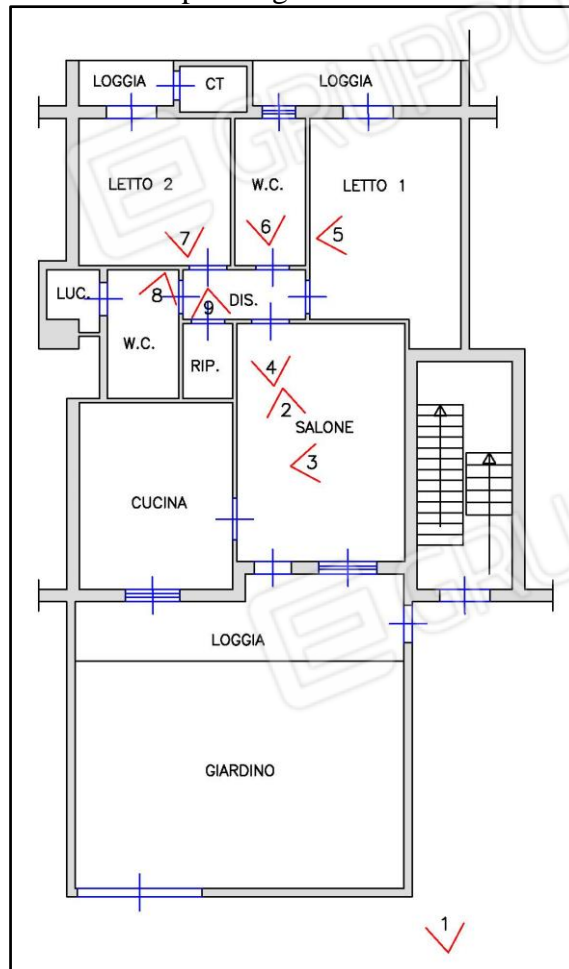 GRUPPO
LOGGIA
CT
LOGGIA
LETTO 2
W.C.
LETTO 1
7
6
5
LUC.
8
DIS.
9
W.C.
RIP.
4
2
SALONE
3
CUCINA
LOGGIA
GIARDINO
1